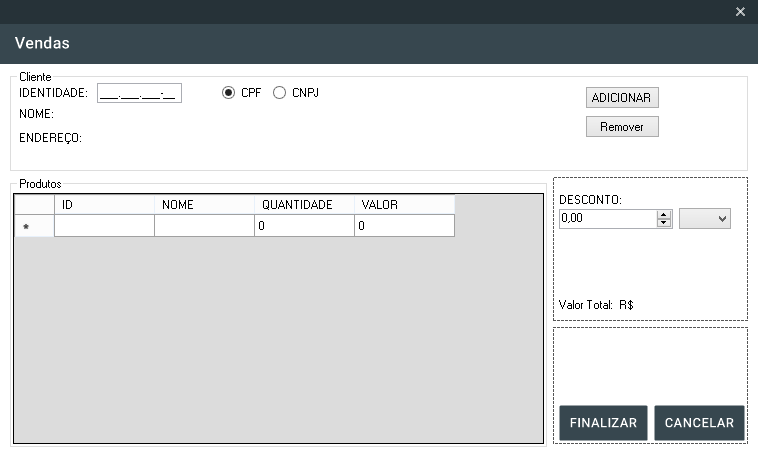 Vendas
Cliente
IDENTIDADE: ___.___.___-__ CPF CNPJ ADICIONAR
NOME:
Remover
ENDEREÇO:
Produtos
ID NOME QUANTIDADE VALOR
* 0 0
DESCONTO:
0,00
Valor Total: R$
FINALIZAR CANCELAR